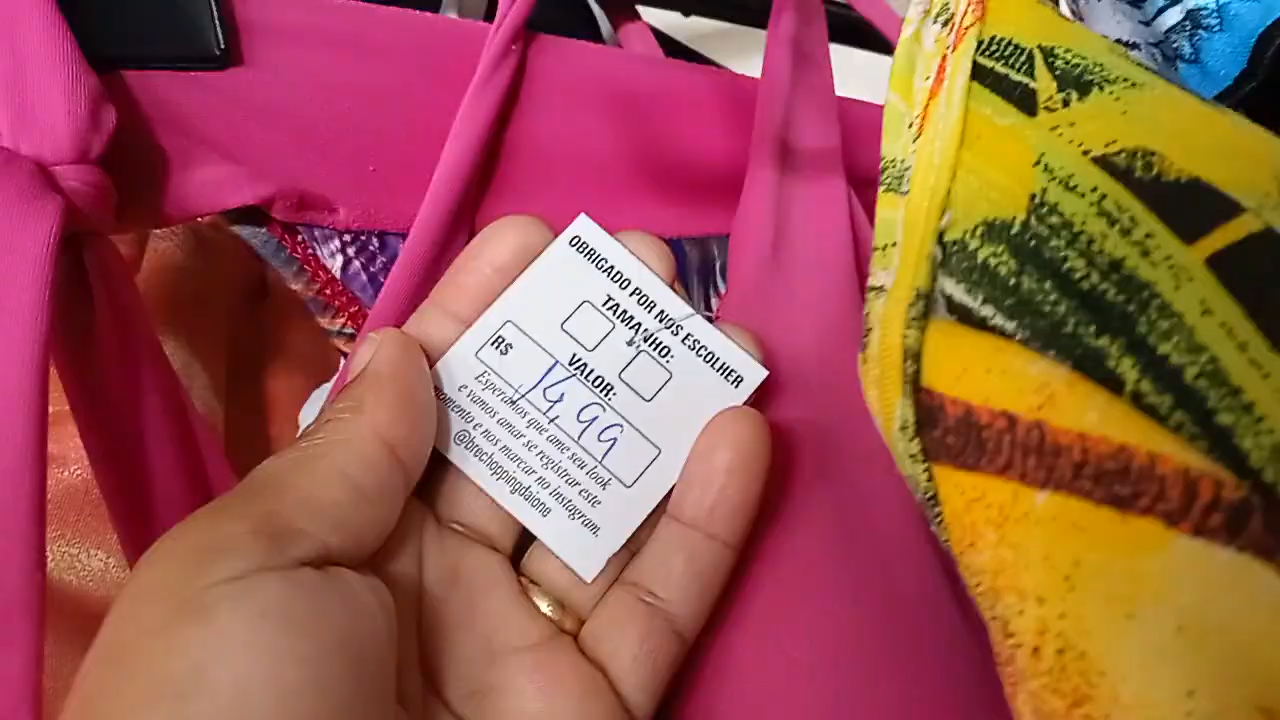 OBRIGADO POR NOS ESCOLHER
TAMANHO:
VALOR:
R$ 14,99
Esperamos que ame seu look
e vamos amar se registrar este
momento e nos marcar no instagram.
@brechoppingdaione